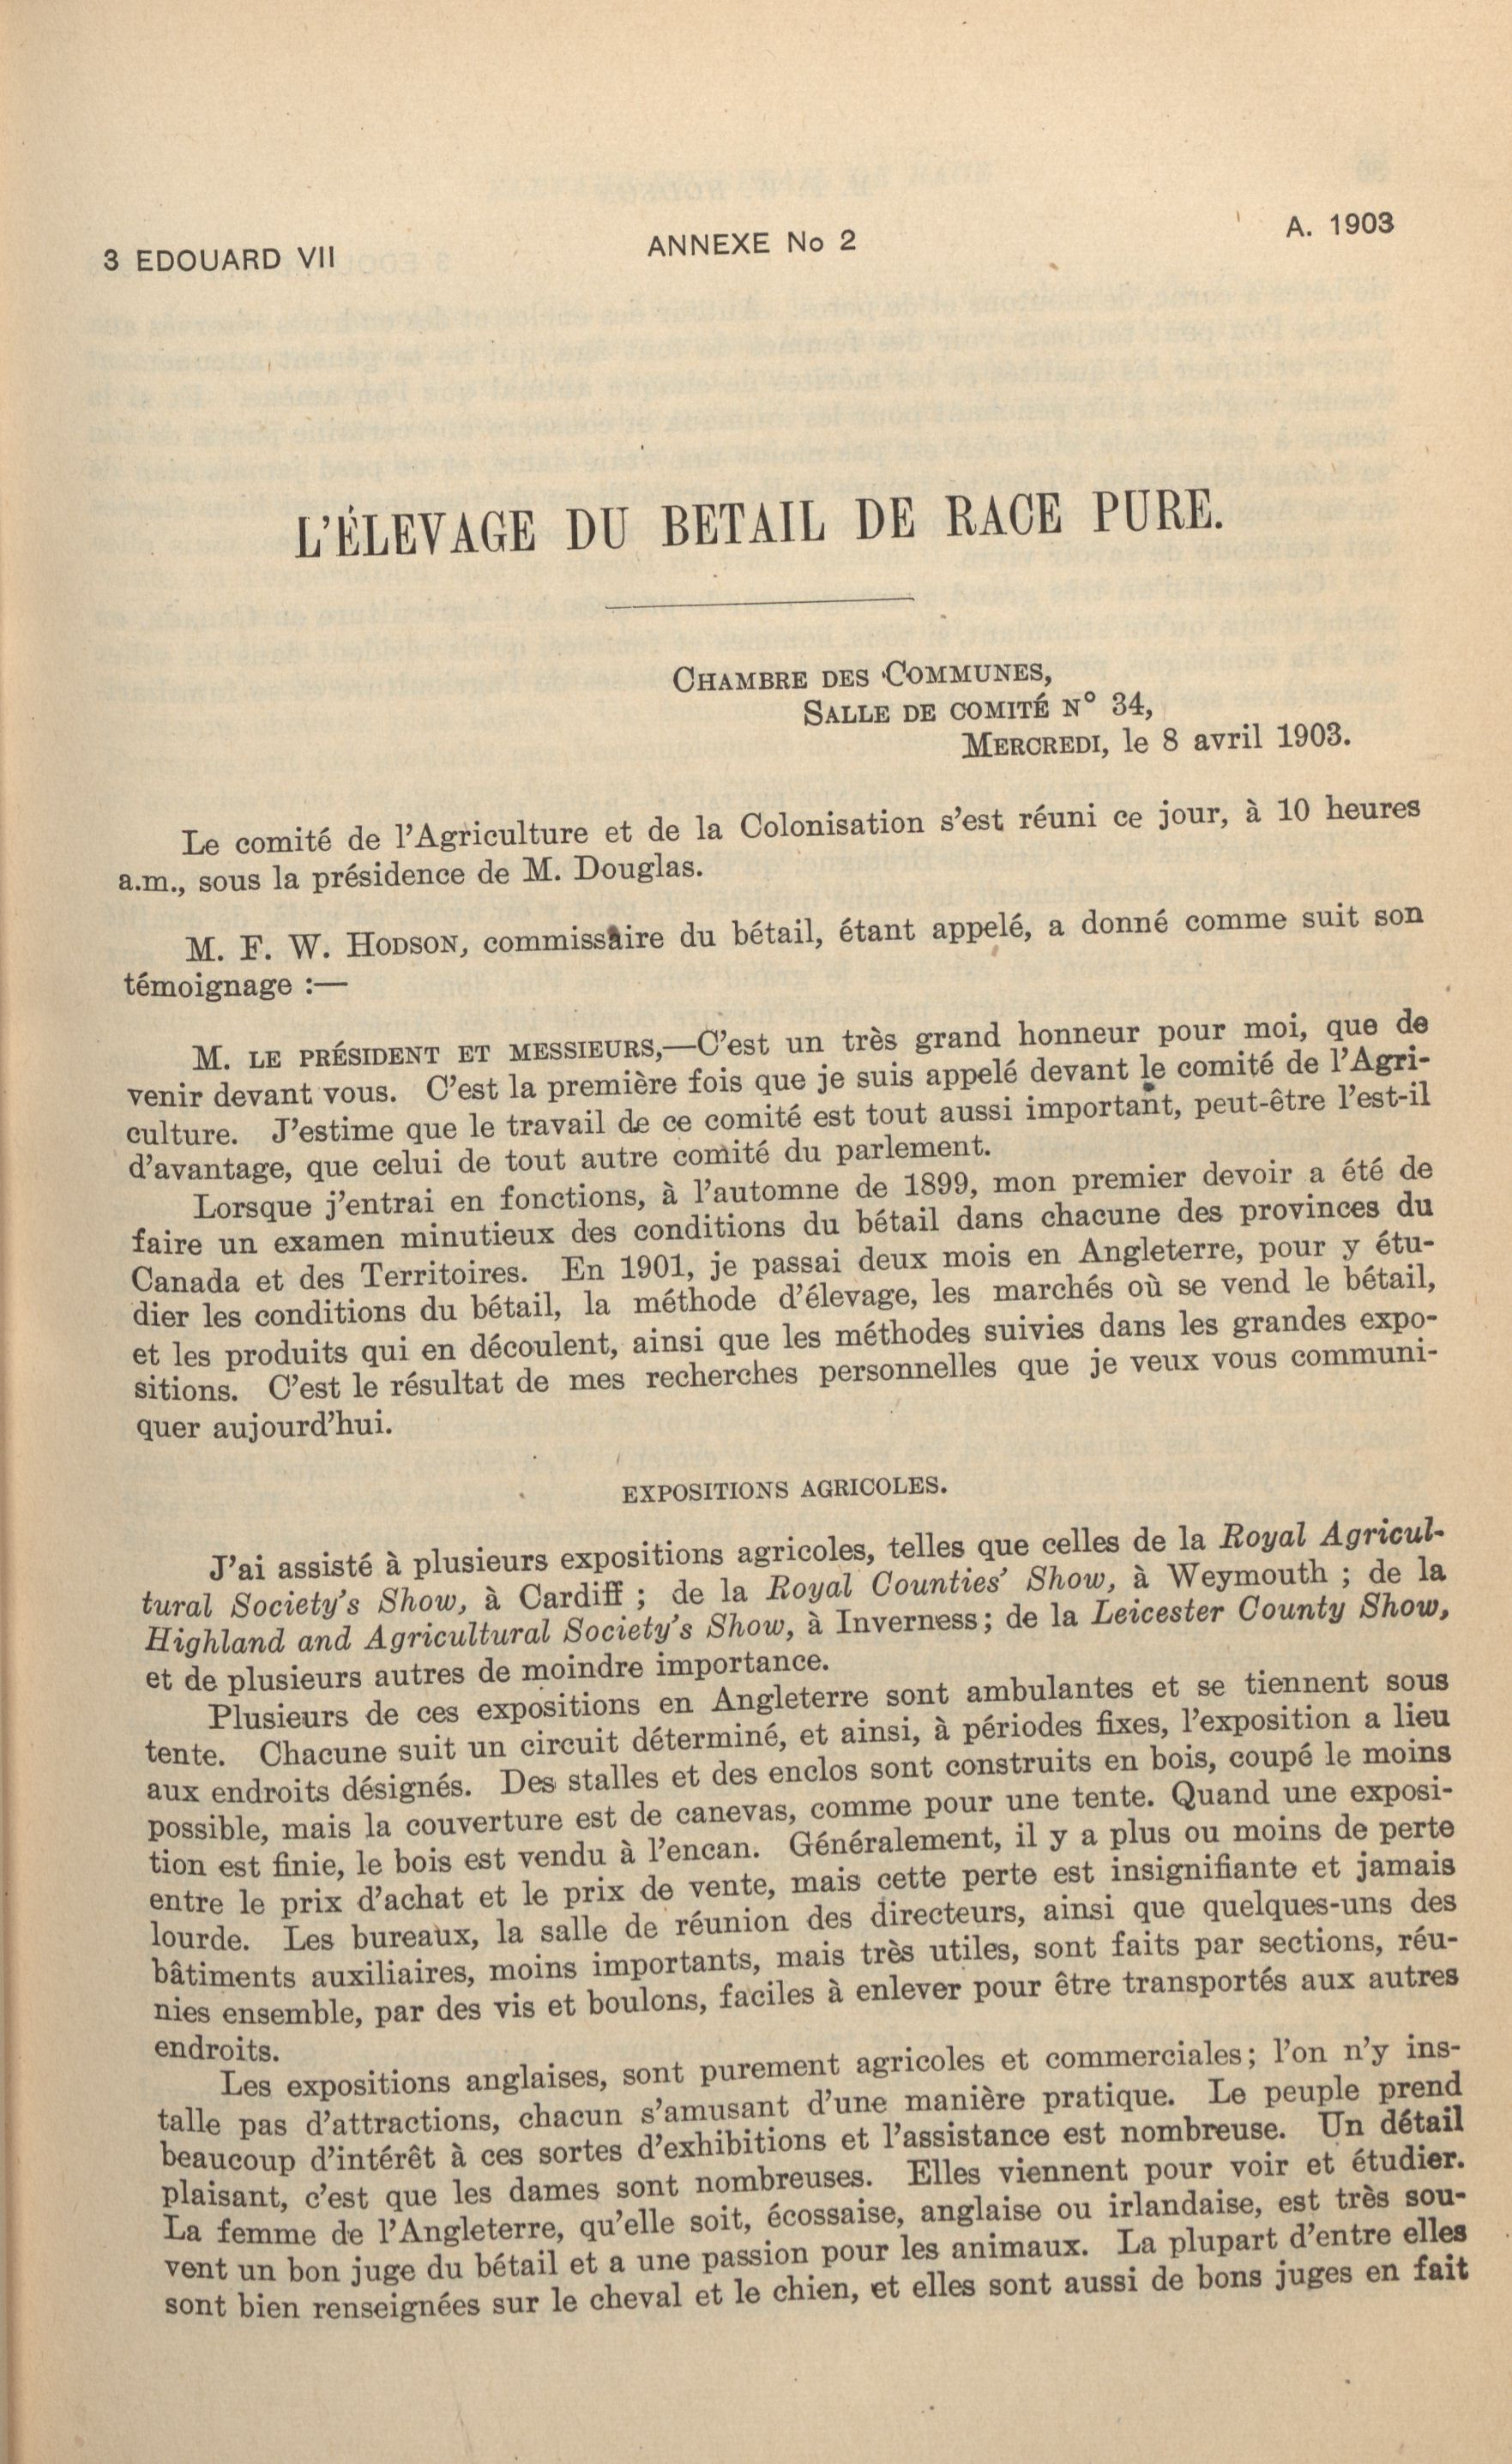 3 EDOUARD VII ANNEXE No 2 A. 1903
L'ÉLEVAGE DU BETAIL DE RACE PURE.
CHAMBRE DES COMMUNES,
SALLE DE COMITÉ N° 34,
MERCREDI, le 8 avril 1903.
Le comité de l'Agriculture et de la Colonisation s'est réuni ce jour, à 10 heures
a.m., sous la présidence de M. Douglas.
M. F. W. HODSON, commissaire du bétail, étant appelé, a donné comme suit son
témoignage :—
M. LE PRÉSIDENT ET MESSIEURS,—C'est un très grand honneur pour moi, que de
venir devant vous. C'est la première fois que je suis appelé devant le comité de l'Agri-
culture. J'estime que le travail de ce comité est tout aussi important, peut-être l'est-il
d'avantage, que celui de tout autre comité du parlement.
Lorsque j'entrai en fonctions, à l'automne de 1899, mon premier devoir a été de
faire un examen minutieux des conditions du bétail dans chacune des provinces du
Canada et des Territoires. En 1901, je passai deux mois en Angleterre, pour y étu-
dier les conditions du bétail, la méthode d'élevage, les marchés où se vend le bétail,
et les produits qui en découlent, ainsi que les méthodes suivies dans les grandes expo-
sitions. C'est le résultat de mes recherches personnelles que je veux vous communi-
quer aujourd'hui.
EXPOSITIONS AGRICOLES.
J'ai assisté à plusieurs expositions agricoles, telles que celles de la Royal Agricul-
tural Society's Show, à Cardiff ; de la Royal Counties' Show, à Weymouth ; de la
Highland and Agricultural Society's Show, à Inverness ; de la Leicester County Show,
et de plusieurs autres de moindre importance.
Plusieurs de ces expositions en Angleterre sont ambulantes et se tiennent sous
tente. Chacune suit un circuit déterminé, et ainsi, à périodes fixes, l'exposition a lieu
aux endroits désignés. Des stalles et des enclos sont construits en bois, coupé le moins
possible, mais la couverture est de canevas, comme pour une tente. Quand une exposi-
tion est finie, le bois est vendu à l'encan. Généralement, il y a plus ou moins de perte
entre le prix d'achat et le prix de vente, mais cette perte est insignifiante et jamais
lourde. Les bureaux, la salle de réunion des directeurs, ainsi que quelques-uns des
bâtiments auxiliaires, moins importants, mais très utiles, sont faits par sections, réu-
nies ensemble, par des vis et boulons, faciles à enlever pour être transportés aux autres
endroits.
Les expositions anglaises, sont purement agricoles et commerciales ; l'on n'y ins-
talle pas d'attractions, chacun s'amusant d'une manière pratique. Le peuple prend
beaucoup d'intérêt à ces sortes d'exhibitions et l'assistance est nombreuse. Un détail
plaisant, c'est que les dames sont nombreuses. Elles viennent pour voir et étudier.
La femme de l'Angleterre, qu'elle soit, écossaise, anglaise ou irlandaise, est très sou-
vent un bon juge du bétail et a une passion pour les animaux. La plupart d'entre elles
sont bien renseignées sur le cheval et le chien, et elles sont aussi de bons juges en fait